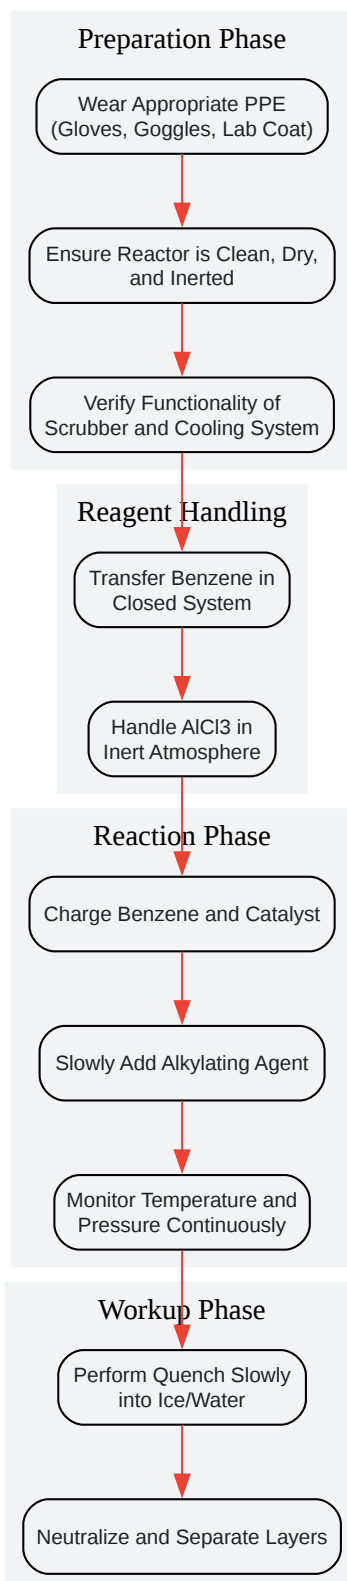 Preparation Phase
Wear Appropriate PPE
(Gloves, Goggles, Lab Coat)
Ensure Reactor is Clean, Dry,
and Inerted
Verify Functionality of
Scrubber and Cooling System
Reagent Handling
Transfer Benzene in
Closed System
Handle AlCl3 in
Inert Atmosphere
Reaction Phase
Charge Benzene and Catalyst
Slowly Add Alkylating Agent
Monitor Temperature and
Pressure Continuously
Workup Phase
Perform Quench Slowly
into Ice/Water
Neutralize and Separate Layers